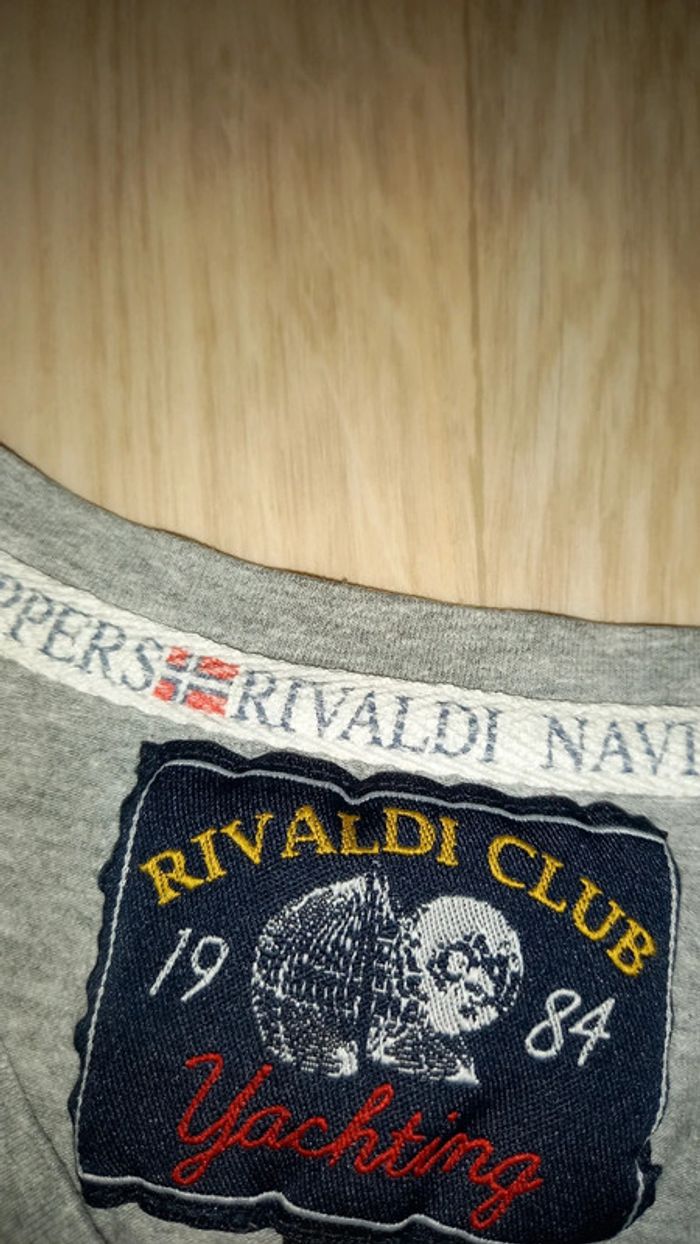 PPERS RIVALDI NAVI
RIVALDI CLUB
19 84
Yachting